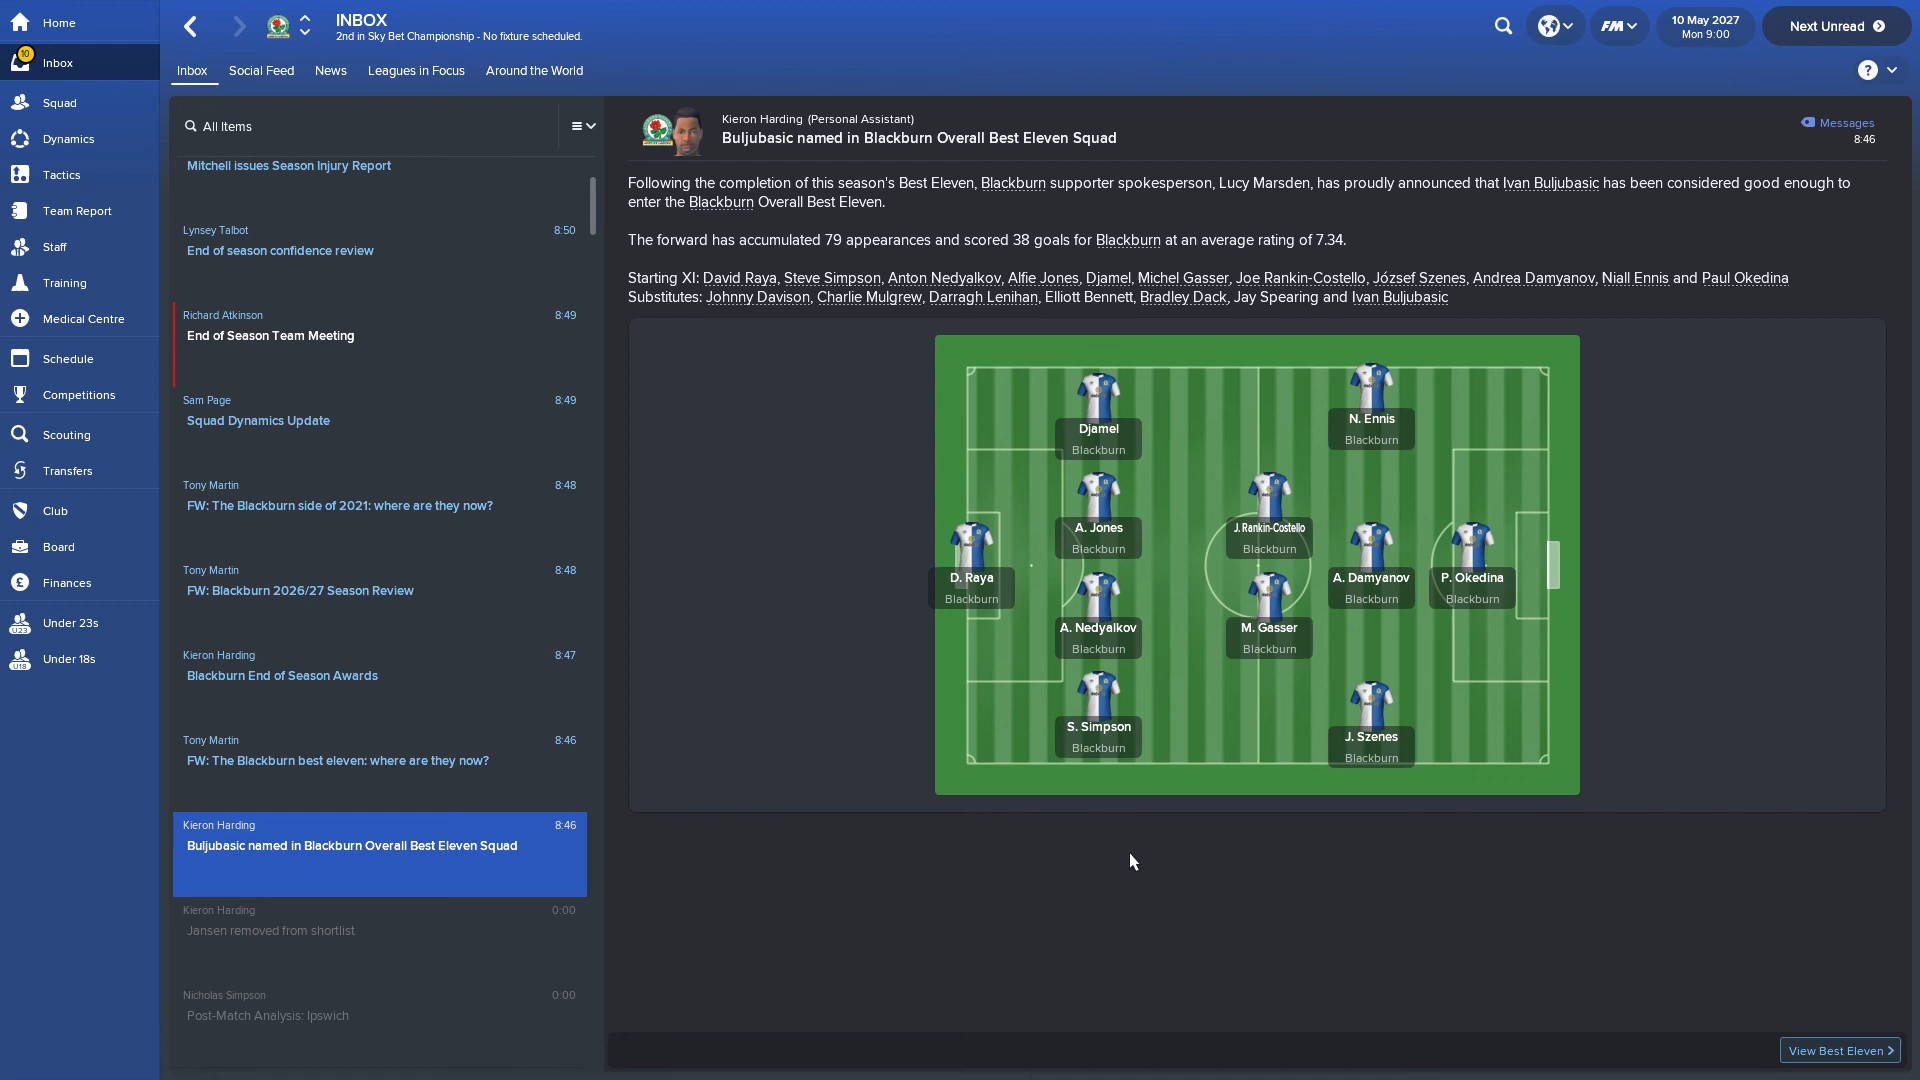 Home
Inbox
10
Squad
Dynamics
Tactics
Team Report
Staff
Training
Medical Centre
Schedule
Competitions
Scouting
Transfers
Club
Board
Finances
Under 23s
U23
Under 18s
U18
INBOX
2nd in Sky Bet Championship - No fixture scheduled.
FM
10 May 2027
Mon 9:00
Next Unread
Inbox Social Feed News Leagues in Focus Around the World
?
All Items
Mitchell issues Season Injury Report
Lynsey Talbot 8:50
End of season confidence review
Richard Atkinson 8:49
End of Season Team Meeting
Sam Page 8:49
Squad Dynamics Update
Tony Martin 8:48
FW: The Blackburn side of 2021: where are they now?
Tony Martin 8:48
FW: Blackburn 2026/27 Season Review
Kieron Harding 8:47
Blackburn End of Season Awards
Tony Martin 8:46
FW: The Blackburn best eleven: where are they now?
Kieron Harding 8:46
Buljubasic named in Blackburn Overall Best Eleven Squad
Kieron Harding 0:00
Jansen removed from shortlist
Nicholas Simpson 0:00
Post-Match Analysis: Ipswich
Kieron Harding (Personal Assistant)
Buljubasic named in Blackburn Overall Best Eleven Squad
Messages
8:46
Following the completion of this season's Best Eleven, Blackburn supporter spokesperson, Lucy Marsden, has proudly announced that Ivan Buljubasic has been considered good enough to
enter the Blackburn Overall Best Eleven.
The forward has accumulated 79 appearances and scored 38 goals for Blackburn at an average rating of 7.34.
Starting XI: David Raya, Steve Simpson, Anton Nedyalkov, Alfie Jones, Djamel, Michel Gasser, Joe Rankin-Costello, József Szenes, Andrea Damyanov, Niall Ennis and Paul Okedina
Substitutes: Johnny Davison, Charlie Mulgrew, Darragh Lenihan, Elliott Bennett, Bradley Dack, Jay Spearing and Ivan Buljubasic
N. Ennis
Blackburn
Djamel
Blackburn
A. Jones
Blackburn
J. Rankin-Costello
Blackburn
D. Raya
Blackburn
A. Damyanov
Blackburn
P. Okedina
Blackburn
A. Nedyalkov
Blackburn
M. Gasser
Blackburn
S. Simpson
Blackburn
J. Szenes
Blackburn
View Best Eleven